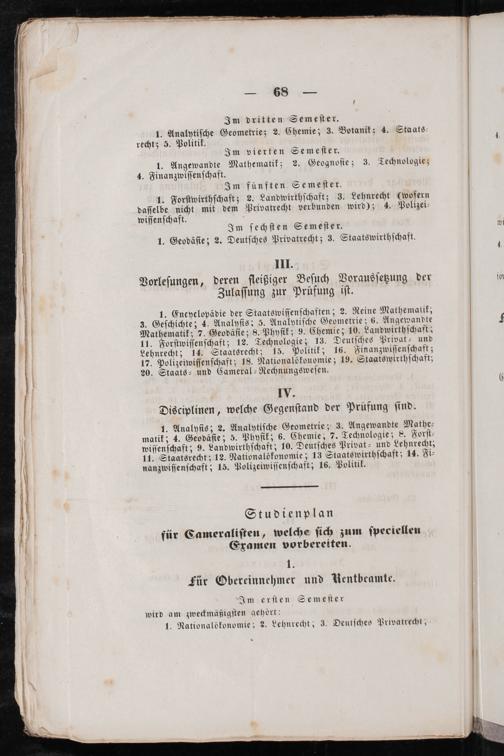 — 68 —
Im dritten Semester.
1. Analytische Geometrie; 2. Chemie; 3. Botanik; 4. Staats-
recht; 5. Politik.
Im vierten Semester.
1. Angewandte Mathematik; 2. Geognosie; 3. Technologie;
4. Finanzwissenschaft.
Im fünften Semester.
1. Forstwirthschaft; 2. Landwirthschaft; 3. Lehnrecht (wofern
dasselbe nicht mit dem Privatrecht verbunden wird); 4. Polizei-
wissenschaft.
Im sechsten Semester.
1. Geodäsie; 2. Deutsches Privatrecht; 3. Staatswirthschaft.
III.
Vorlesungen, deren fleißiger Besuch Voraussetzung der
Zulassung zur Prüfung ist.
1. Encyclopädie der Staatswissenschaften; 2. Reine Mathematik;
3. Geschichte; 4. Analysis; 5. Analytische Geometrie; 6. Angewandte
Mathematik; 7. Geodäsie; 8. Physik; 9. Chemie; 10. Landwirthschaft;
11. Forstwissenschaft; 12. Technologie; 13. Deutsches Privat- und
Lehnrecht; 14. Staatsrecht; 15. Politik; 16. Finanzwissenschaft;
17. Polizeiwissenschaft; 18. Nationalökonomie; 19. Staatswirthschaft;
20. Staats- und Cameral-Rechnungswesen.
IV.
Disciplinen, welche Gegenstand der Prüfung sind.
1. Analysis; 2. Analytische Geometrie; 3. Angewandte Mathe-
matik; 4. Geodäsie; 5. Physik; 6. Chemie, 7. Technologie; 8. Forst-
wissenschaft; 9. Landwirthschaft; 10. Deutsches Privat- und Lehnrecht;
11. Staatsrecht; 12. Nationalökonomie; 13 Staatswirthschaft; 14. Fi-
nanzwissenschaft; 15. Polizeiwissenschaft; 16. Politik.
Studienplan
für Cameralisten, welche sich zum speciellen
Examen vorbereiten.
1.
Für Obereinnehmer und Rentbeamte.
Im ersten Semester
wird am zweckmäßigsten gehört:
1. Nationalökonomie; 2. Lehnrecht; 3. Deutsches Privatrecht;